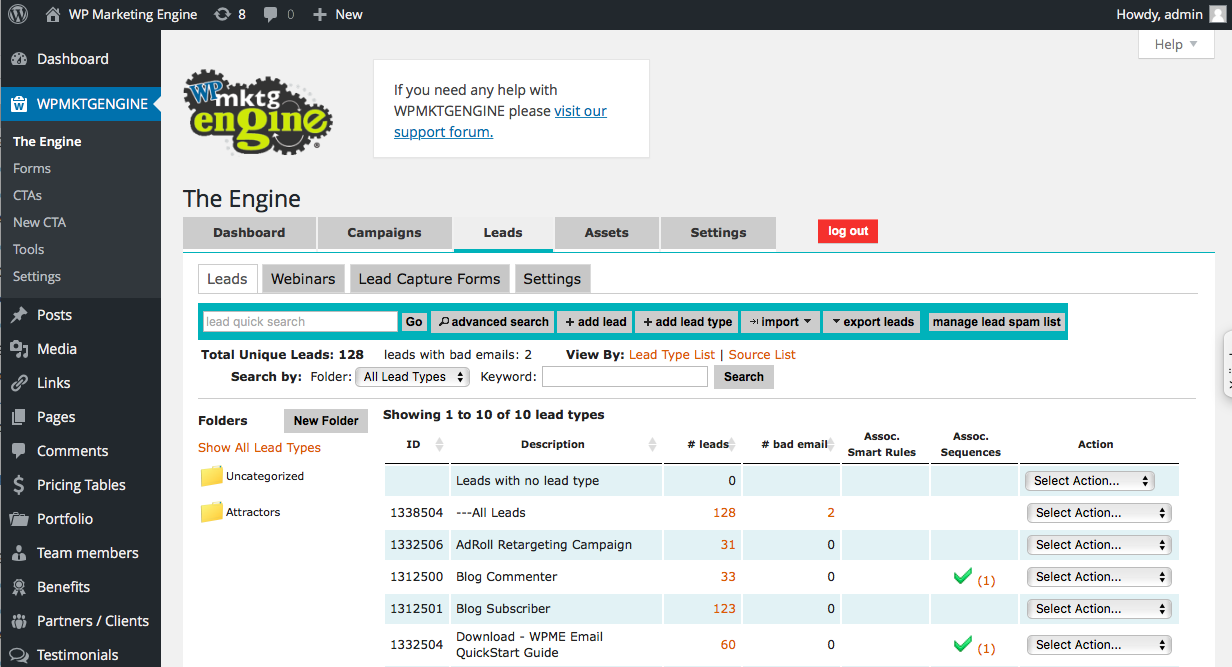 WP Marketing Engine 8 0 + New Howdy, admin
Help
Dashboard
WPMKTGENGINE
The Engine
Forms
CTAs
New CTA
Tools
Settings
Posts
Media
Links
Pages
Comments
Pricing Tables
Portfolio
Team members
Benefits
Partners / Clients
Testimonials
WP
mktg
engine
®
If you need any help with
WPMKTGENGINE please visit our
support forum.
The Engine
Dashboard Campaigns Leads Assets Settings log out
Leads Webinars Lead Capture Forms Settings
lead quick search Go advanced search + add lead + add lead type import export leads manage lead spam list
Total Unique Leads: 128 leads with bad emails: 2 View By: Lead Type List | Source List
Search by: Folder: All Lead Types Keyword: Search
Folders New Folder
Show All Lead Types
Uncategorized
Attractors
Showing 1 to 10 of 10 lead types
ID Description # leads # bad email Assoc. Smart Rules Assoc. Sequences Action
Leads with no lead type 0 Select Action...
1338504 ---All Leads 128 2 Select Action...
1332506 AdRoll Retargeting Campaign 31 0 Select Action...
1312500 Blog Commenter 33 0 (1) Select Action...
1312501 Blog Subscriber 123 0 Select Action...
1332504 Download - WPME Email QuickStart Guide 60 0 (1) Select Action...